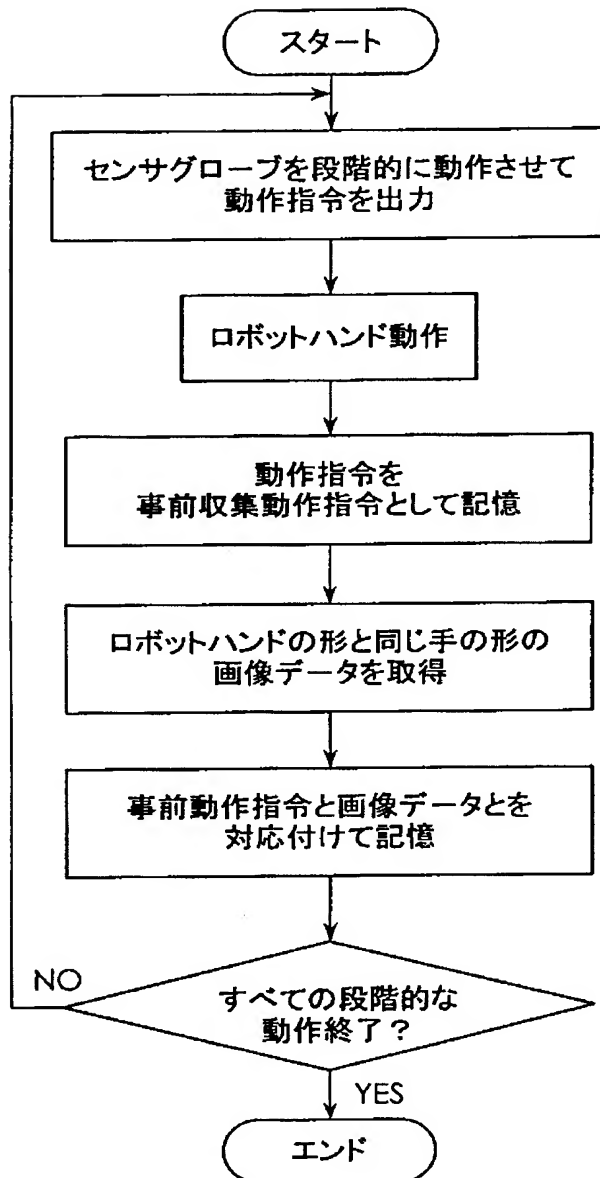 スタート
センサグローブを段階的に動作させて
動作指令を出力
ロボットハンド動作
動作指令を
事前収集動作指令として記憶
ロボットハンドの形と同じ手の形の
画像データを取得
事前動作指令と画像データとを
対応付けて記憶
NO
すべての段階的な
動作終了？
YES
エンド